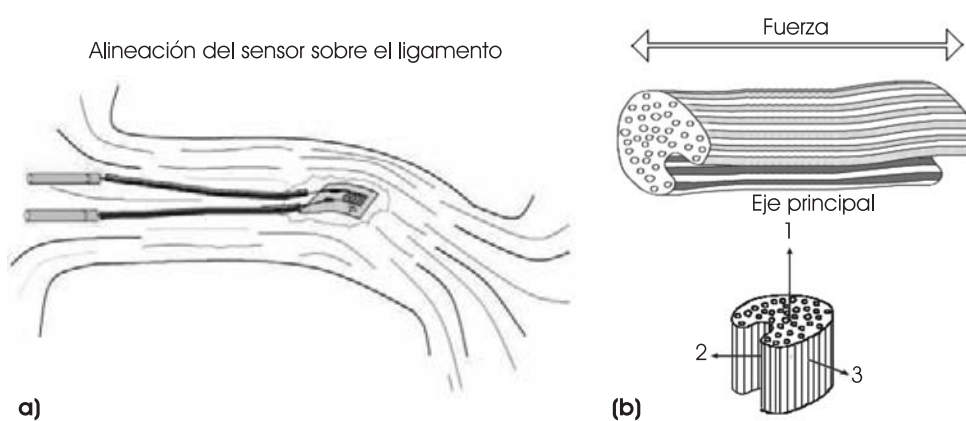 Alineación del sensor sobre el ligamento
a)
Fuerza
Eje principal
1
2
3
(b)